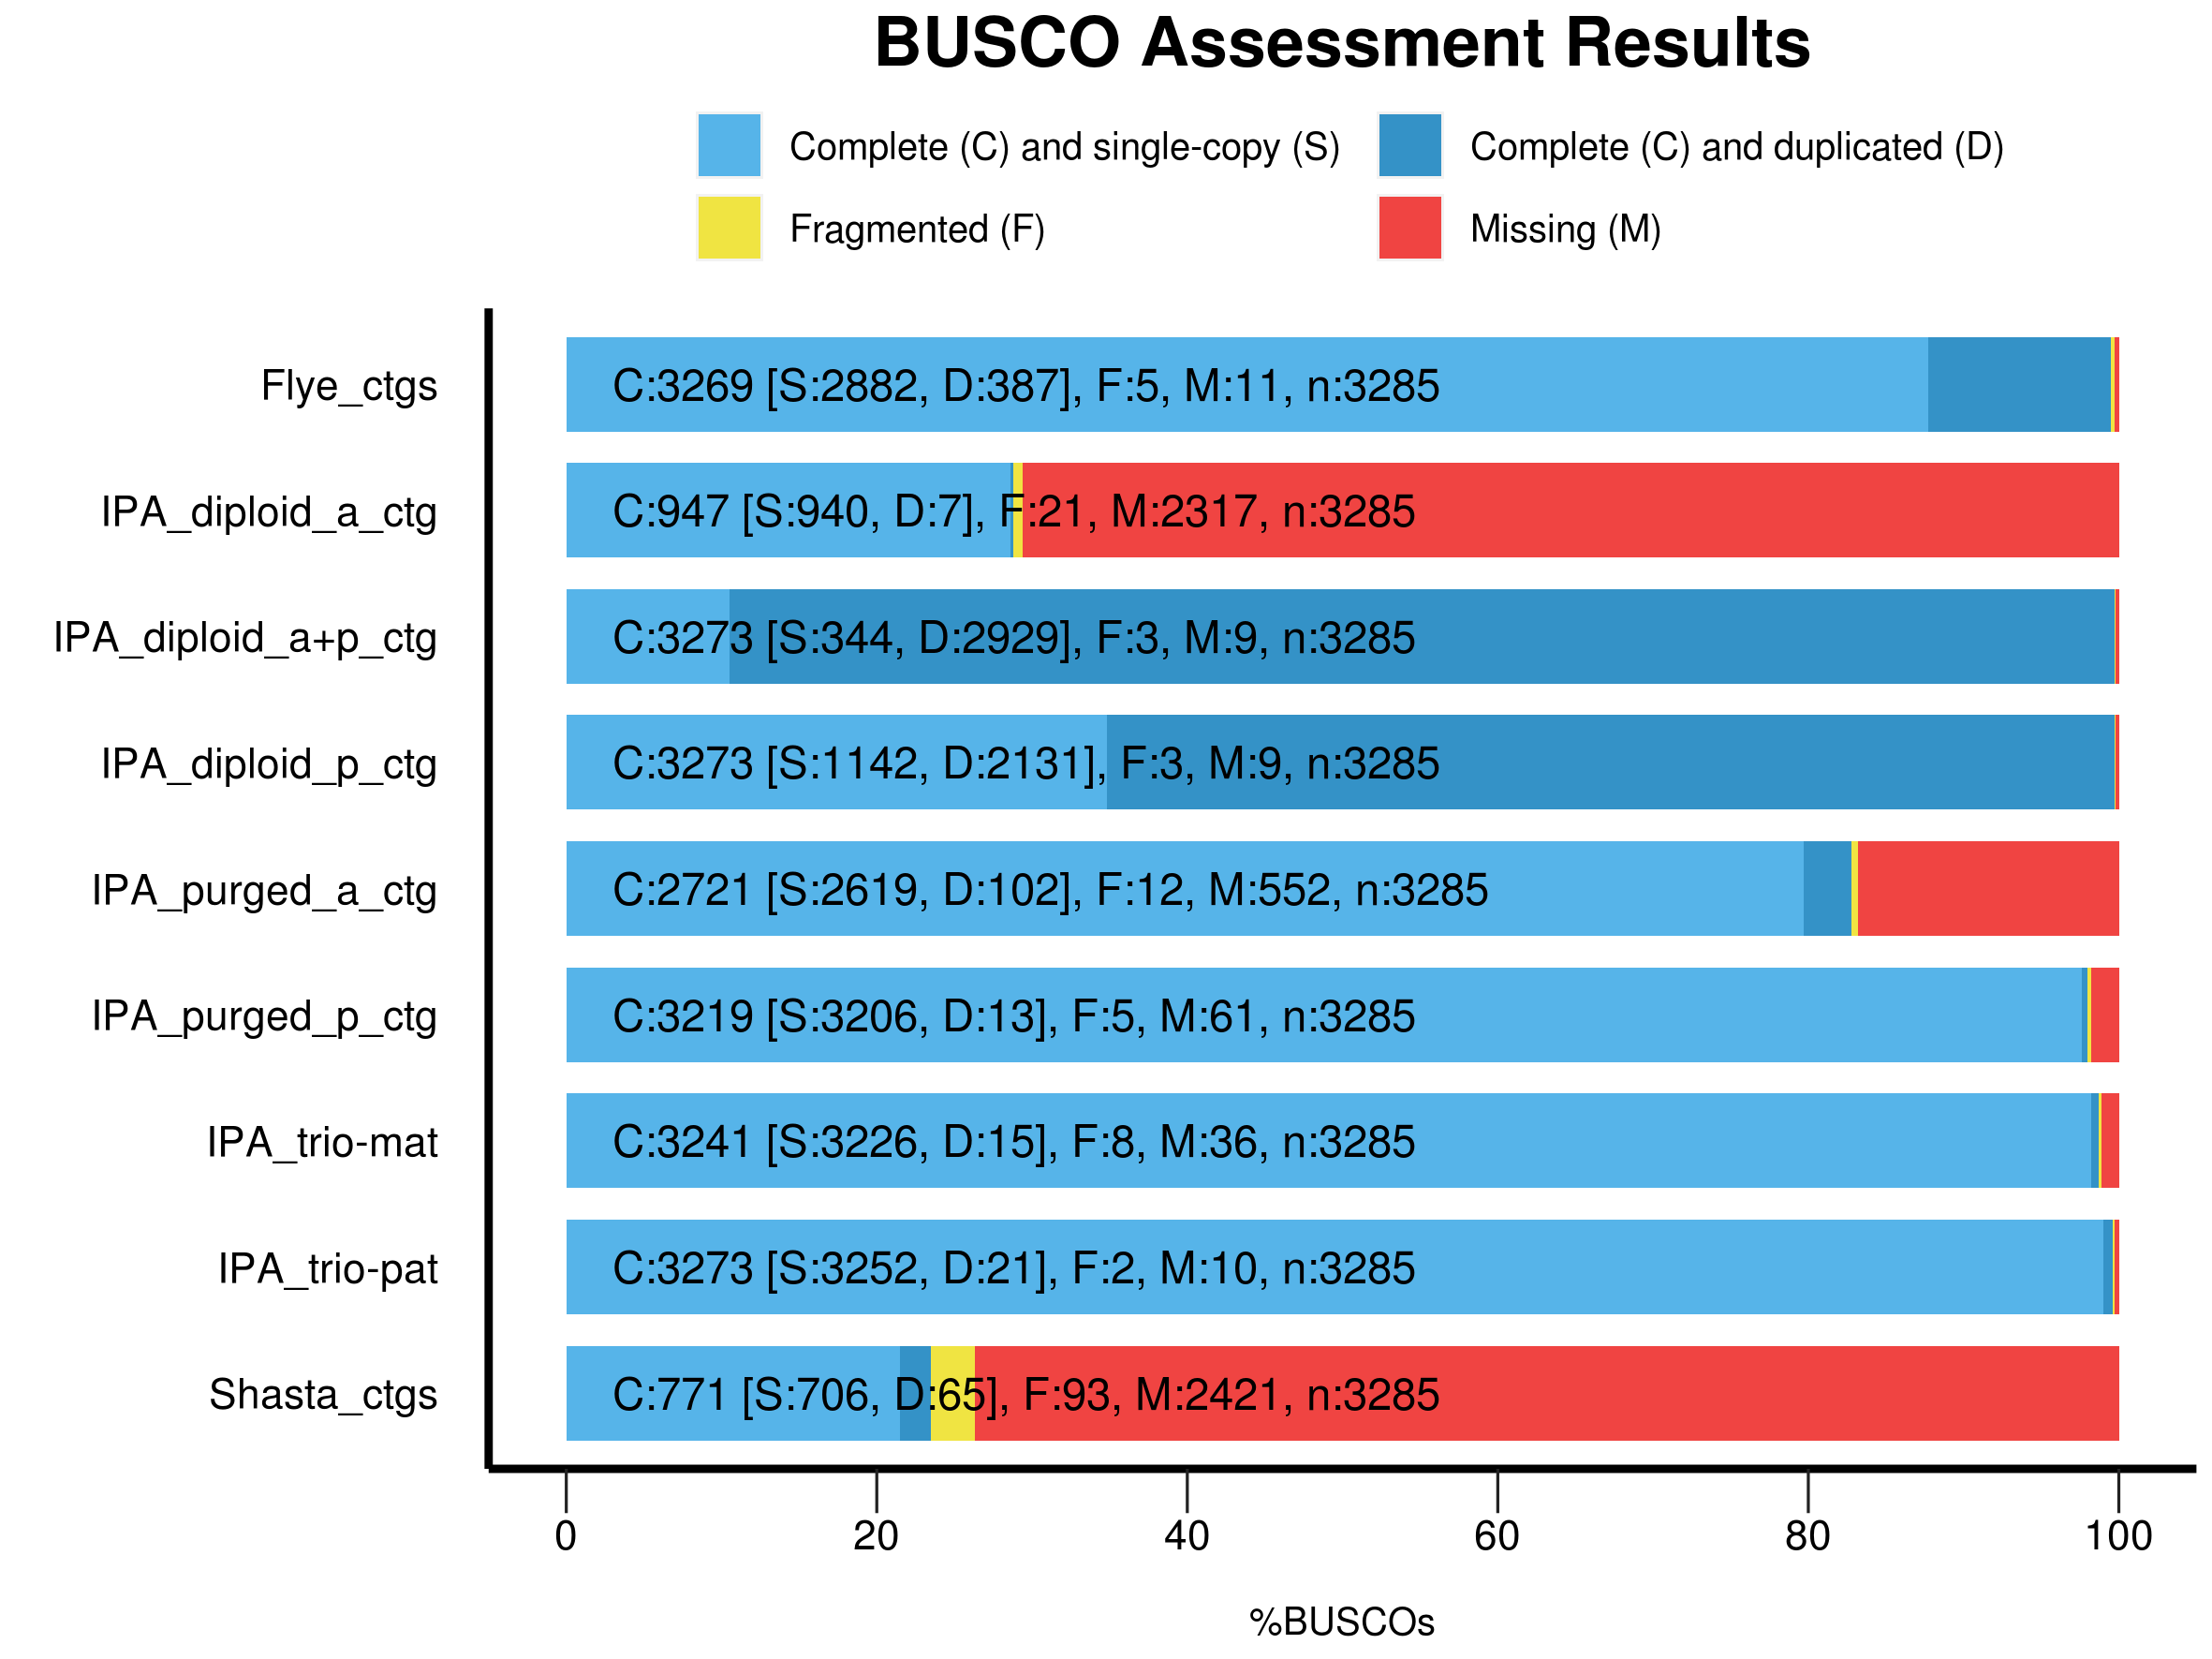 BUSCO Assessment Results
Complete (C) and single-copy (S) Complete (C) and duplicated (D)
Fragmented (F) Missing (M)
Flye_ctgs C:3269 [S:2882, D:387], F:5, M:11, n:3285
IPA_diploid_a_ctg C:947 [S:940, D:7], F:21, M:2317, n:3285
IPA_diploid_a+p_ctg C:3273 [S:344, D:2929], F:3, M:9, n:3285
IPA_diploid_p_ctg C:3273 [S:1142, D:2131], F:3, M:9, n:3285
IPA_purged_a_ctg C:2721 [S:2619, D:102], F:12, M:552, n:3285
IPA_purged_p_ctg C:3219 [S:3206, D:13], F:5, M:61, n:3285
IPA_trio-mat C:3241 [S:3226, D:15], F:8, M:36, n:3285
IPA_trio-pat C:3273 [S:3252, D:21], F:2, M:10, n:3285
Shasta_ctgs C:771 [S:706, D:65], F:93, M:2421, n:3285
0 20 40 60 80 100
%BUSCOs